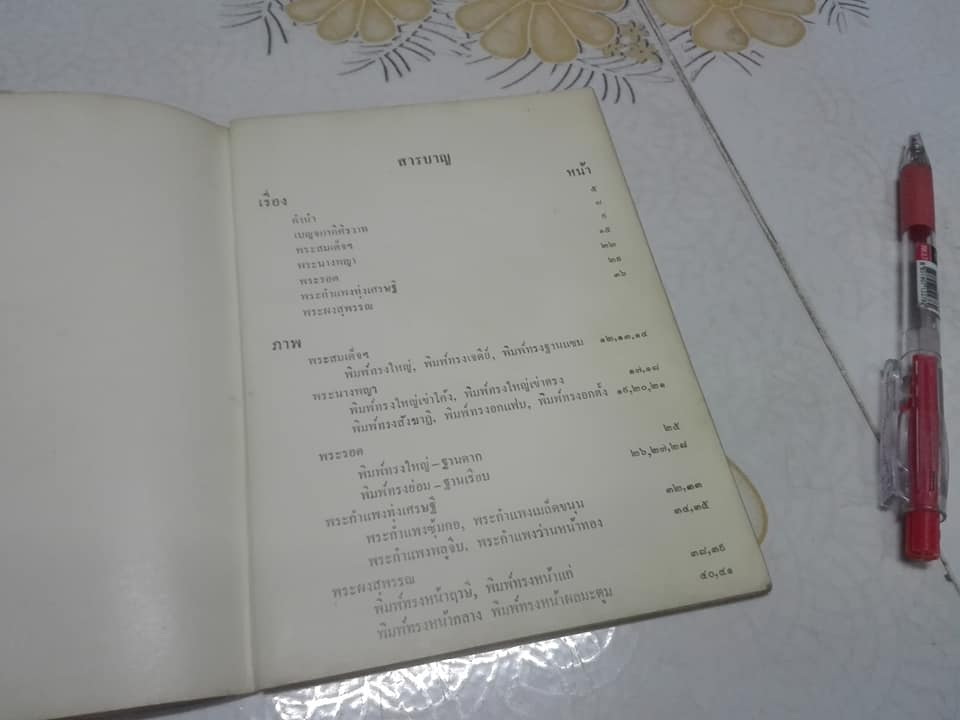 สารบาญ
หน้า
เรื่อง
คำนำ ๕
เบญจภาคีศิรวาท ๗
พระสมเด็จฯ ๙
พระนางพญา ๑๕
พระรอด ๒๒
พระกำแพงทุ่งเศรษฐี ๒๙
พระผงสุพรรณ ๓๖
ภาพ
พระสมเด็จฯ
พิมพ์ทรงใหญ่, พิมพ์ทรงเจดีย์, พิมพ์ทรงฐานแซม ๑๒,๑๓,๑๔
พระนางพญา
พิมพ์ทรงใหญ่เข่าโค้ง, พิมพ์ทรงใหญ่เข่าตรง ๑๗,๑๘
พิมพ์ทรงสังฆาฏิ, พิมพ์ทรงอกแฟบ, พิมพ์ทรงอกตั้ง ๑๙,๒๐,๒๑
พระรอด
พิมพ์ทรงใหญ่-ฐานดาก ๒๕
พิมพ์ทรงย่อม-ฐานเรียบ ๒๖,๒๗,๒๘
พระกำแพงทุ่งเศรษฐี
พระกำแพงซุ้มกอ, พระกำแพงเมล็ดขนุน ๓๒,๓๓
พระกำแพงพลูจีบ, พระกำแพงว่านหน้าทอง ๓๔,๓๕
พระผงสุพรรณ
พิมพ์ทรงหน้าฤาษี, พิมพ์ทรงหน้าแก่ ๓๘,๓๙
พิมพ์ทรงหน้ากลาง พิมพ์ทรงหน้าผลมะตูม ๔๐,๔๑